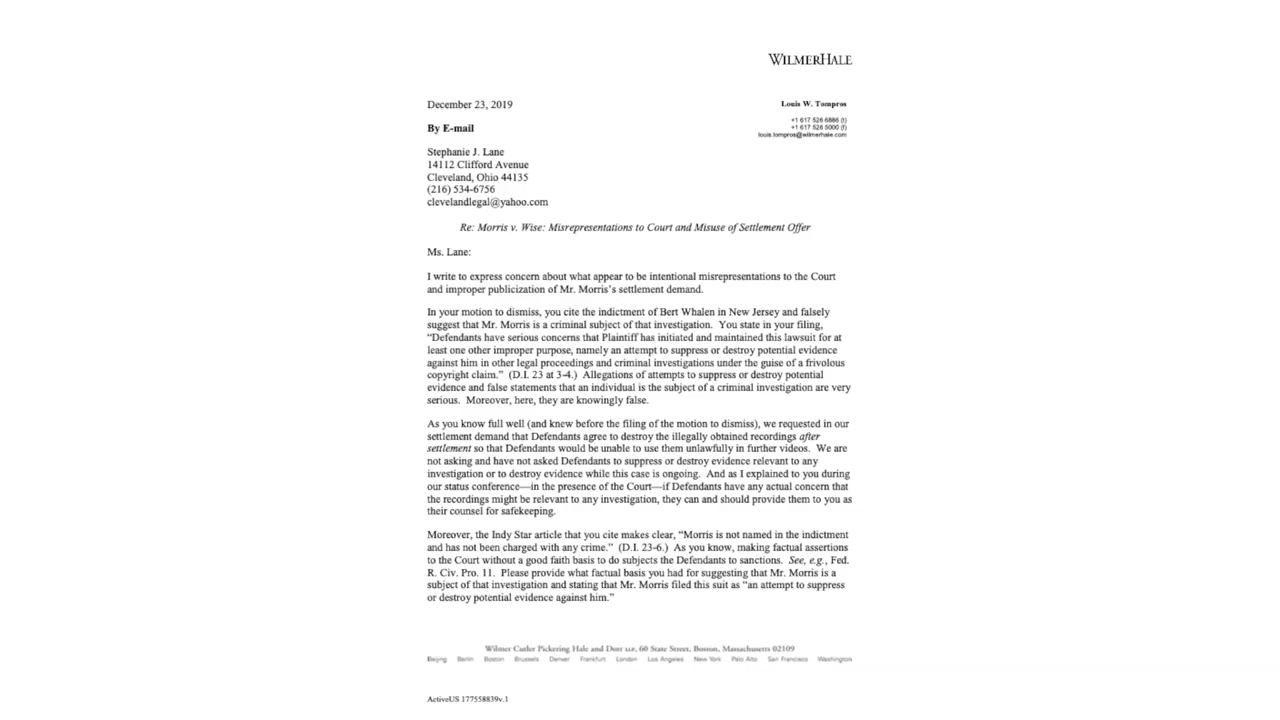 WILMERHALE
December 23, 2019
Louis W. Tompros
+1 617 526 6886 (t)
+1 617 526 5000 (f)
louis.tompros@wilmerhale.com
By E-mail
Stephanie J. Lane
14112 Clifford Avenue
Cleveland, Ohio 44135
(216) 534-6756
clevelandlegal@yahoo.com
Re: Morris v. Wise: Misrepresentations to Court and Misuse of Settlement Offer
Ms. Lane:
I write to express concern about what appear to be intentional misrepresentations to the Court
and improper publicization of Mr. Morris's settlement demand.
In your motion to dismiss, you cite the indictment of Bert Whalen in New Jersey and falsely
suggest that Mr. Morris is a criminal subject of that investigation. You state in your filing,
"Defendants have serious concerns that Plaintiff has initiated and maintained this lawsuit for at
least one other improper purpose, namely an attempt to suppress or destroy potential evidence
against him in other legal proceedings and criminal investigations under the guise of a frivolous
copyright claim." (D.I. 23 at 3-4.) Allegations of attempts to suppress or destroy potential
evidence and false statements that an individual is the subject of a criminal investigation are very
serious. Moreover, here, they are knowingly false.
As you know full well (and knew before the filing of the motion to dismiss), we requested in our
settlement demand that Defendants agree to destroy the illegally obtained recordings after
settlement so that Defendants would be unable to use them unlawfully in further videos. We are
not asking and have not asked Defendants to suppress or destroy evidence relevant to any
investigation or to destroy evidence while this case is ongoing. And as I explained to you during
our status conference—in the presence of the Court—if Defendants have any actual concern that
the recordings might be relevant to any investigation, they can and should provide them to you as
their counsel for safekeeping.
Moreover, the Indy Star article that you cite makes clear, "Morris is not named in the indictment
and has not been charged with any crime." (D.I. 23-6.) As you know, making factual assertions
to the Court without a good faith basis to do subjects the Defendants to sanctions. See, e.g., Fed.
R. Civ. Pro. 11. Please provide what factual basis you had for suggesting that Mr. Morris is a
subject of that investigation and stating that Mr. Morris filed this suit as "an attempt to suppress
or destroy potential evidence against him."
Wilmer Cutler Pickering Hale and Dorr LLP, 60 State Street, Boston, Massachusetts 02109
Beijing Berlin Boston Brussels Denver Frankfurt London Los Angeles New York Palo Alto San Francisco Washington
ActiveUS 177558839v.1